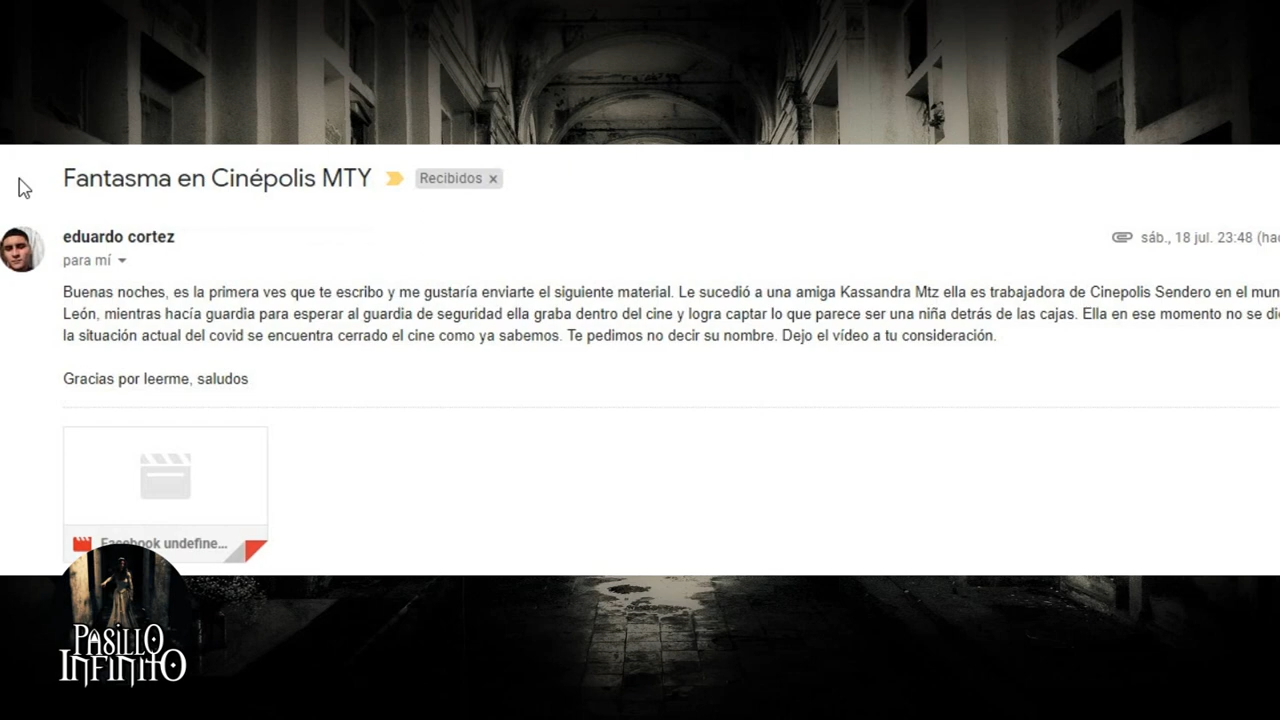 Fantasma en Cinépolis MTY
Recibidos x
eduardo cortez
sáb., 18 jul. 23:48 (hac
para mí
Buenas noches, es la primera ves que te escribo y me gustaría enviarte el siguiente material. Le sucedió a una amiga Kassandra Mtz ella es trabajadora de Cinepolis Sendero en el mun
León, mientras hacía guardia para esperar al guardia de seguridad ella graba dentro del cine y logra captar lo que parece ser una niña detrás de las cajas. Ella en ese momento no se di
la situación actual del covid se encuentra cerrado el cine como ya sabemos. Te pedimos no decir su nombre. Dejo el vídeo a tu consideración.
Gracias por leerme, saludos
Facebook undefine...
PASILLO
INFINITO